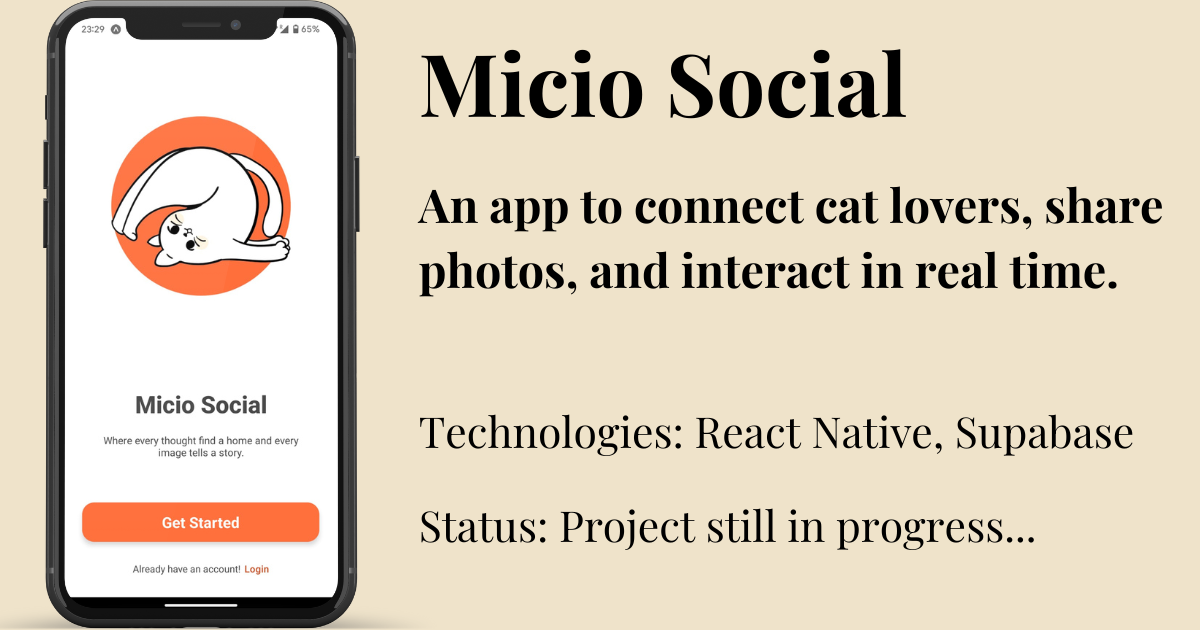 23:29
65%
Micio Social
Where every thought find a home and every
image tells a story.
Get Started
Already have an account! Login
Micio Social
An app to connect cat lovers, share
photos, and interact in real time.
Technologies: React Native, Supabase
Status: Project still in progress...